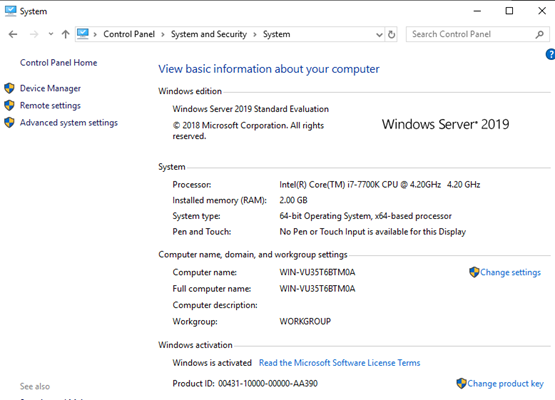 System
Control Panel > System and Security > System
Search Control Panel
Control Panel Home
Device Manager
Remote settings
Advanced system settings
View basic information about your computer
Windows edition
Windows Server 2019 Standard Evaluation
© 2018 Microsoft Corporation. All rights
reserved.
Windows Server® 2019
System
Processor: Intel(R) Core(TM) i7-7700K CPU @ 4.20GHz 4.20 GHz
Installed memory (RAM): 2.00 GB
System type: 64-bit Operating System, x64-based processor
Pen and Touch: No Pen or Touch Input is available for this Display
Computer name, domain, and workgroup settings
Computer name: WIN-VU35T6BTM0A
Change settings
Full computer name: WIN-VU35T6BTM0A
Computer description:
Workgroup: WORKGROUP
Windows activation
Windows is activated Read the Microsoft Software License Terms
Product ID: 00431-10000-00000-AA390
Change product key
See also